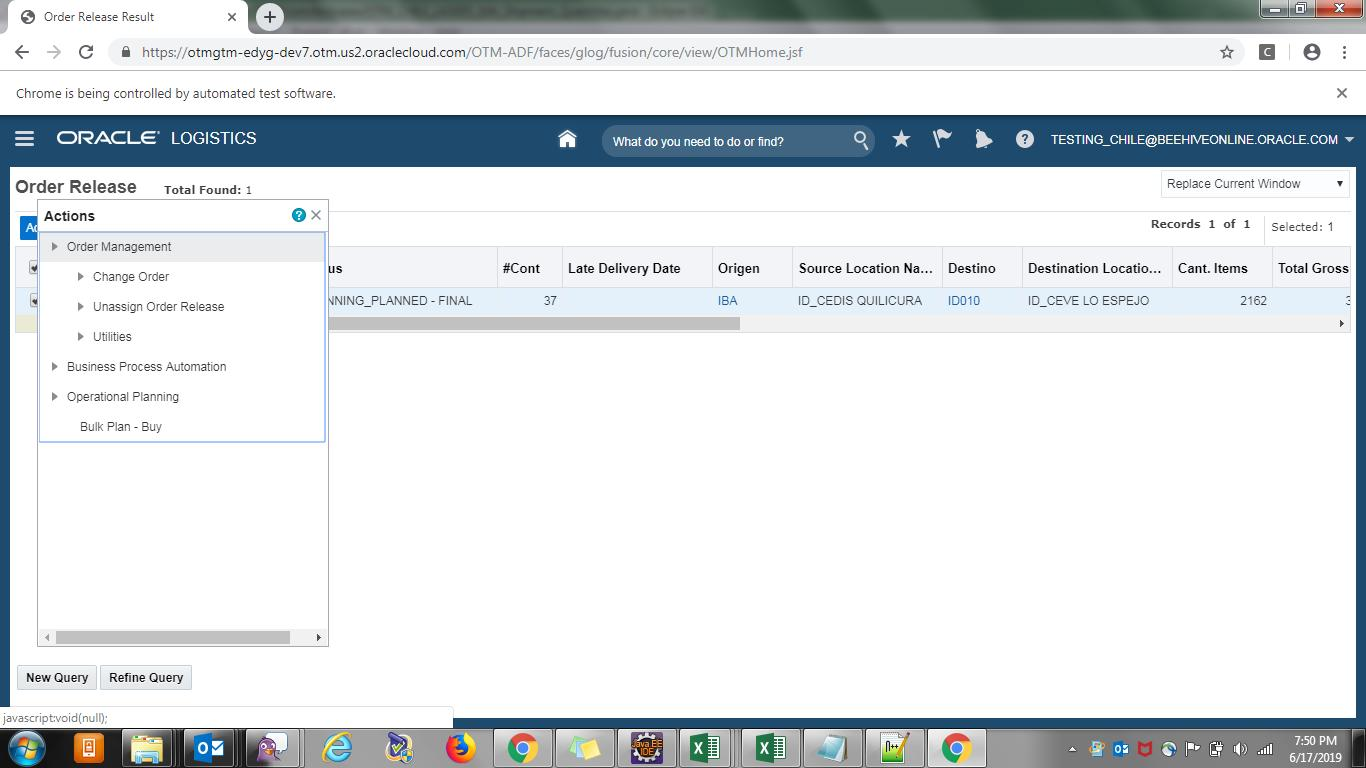 Order Release Result
https://otmgtm-edyg-dev7.otm.us2.oraclecloud.com/OTM-ADF/faces/glog/fusion/core/view/OTMHome.jsf
C
Chrome is being controlled by automated test software.
ORACLE LOGISTICS
What do you need to do or find?
TESTING_CHILE@BEEHIVEONLINE.ORACLE.COM
Order Release Total Found: 1
Replace Current Window
Records 1 of 1
Selected: 1
Actions
Order Management
Change Order
Unassign Order Release
Utilities
Business Process Automation
Operational Planning
Bulk Plan - Buy
#Cont Late Delivery Date Origen Source Location Na... Destino Destination Locatio... Cant. Items Total Gross
NNING_PLANNED - FINAL 37 IBA ID_CEDIS QUILICURA ID010 ID_CEVE LO ESPEJO 2162
New Query Refine Query
javascript:void(null);
Java EE
IDE
7:50 PM
6/17/2019